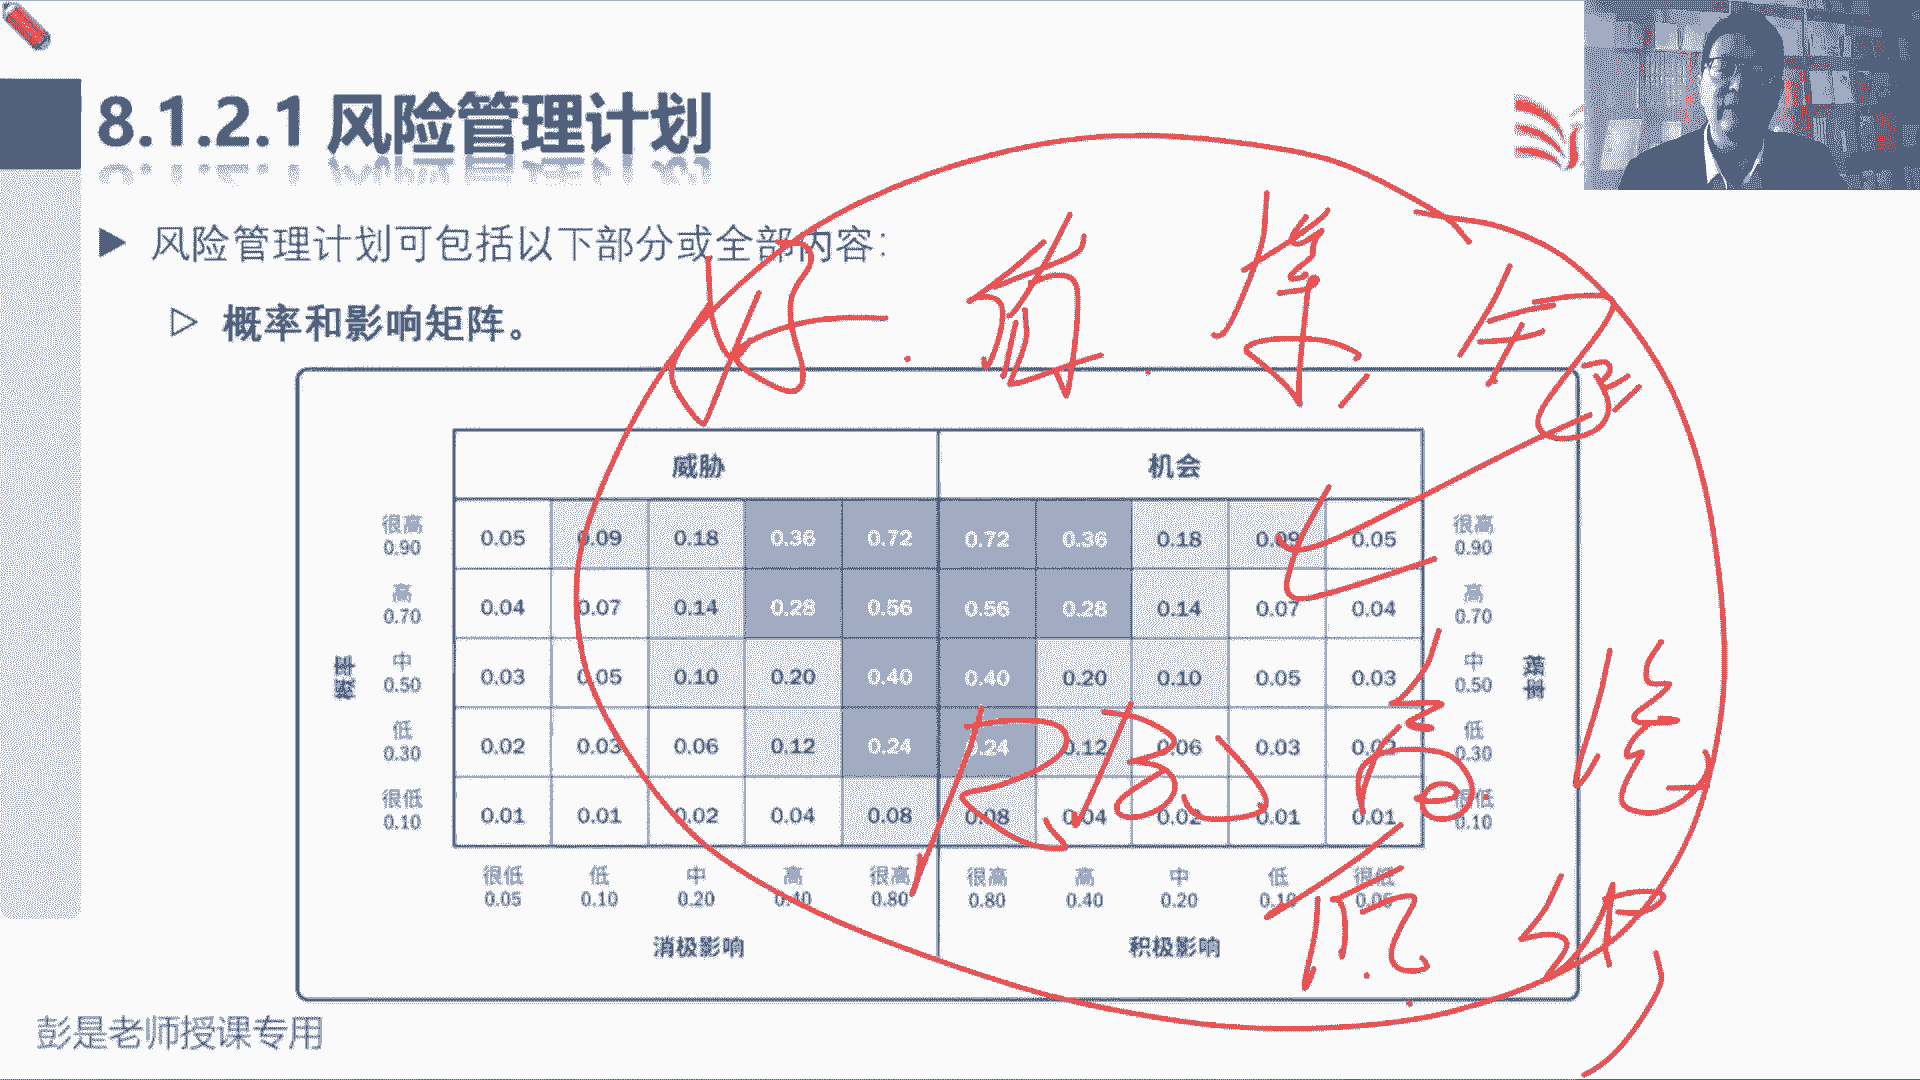 8.1.2.1 风险管理计划
风险管理计划可包括以下部分或全部内容：
概率和影响矩阵。
威胁 机会
很高 0.90 0.05 0.09 0.18 0.36 0.72 0.72 0.36 0.18 0.09 0.05 很高 0.90
高 0.70 0.04 0.07 0.14 0.28 0.56 0.56 0.28 0.14 0.07 0.04 高 0.70
概率 中 0.50 0.03 0.05 0.10 0.20 0.40 0.40 0.20 0.10 0.05 0.03 中 0.50 概率
低 0.30 0.02 0.03 0.06 0.12 0.24 0.24 0.12 0.06 0.03 0.02 低 0.30
很低 0.10 0.01 0.01 0.02 0.04 0.08 0.08 0.04 0.02 0.01 0.01 很低 0.10
很低 低 中 高 很高 很高 高 中 低 很低
0.05 0.10 0.20 0.40 0.80 0.80 0.40 0.20 0.10 0.05
消极影响 积极影响
彭是老师授课专用